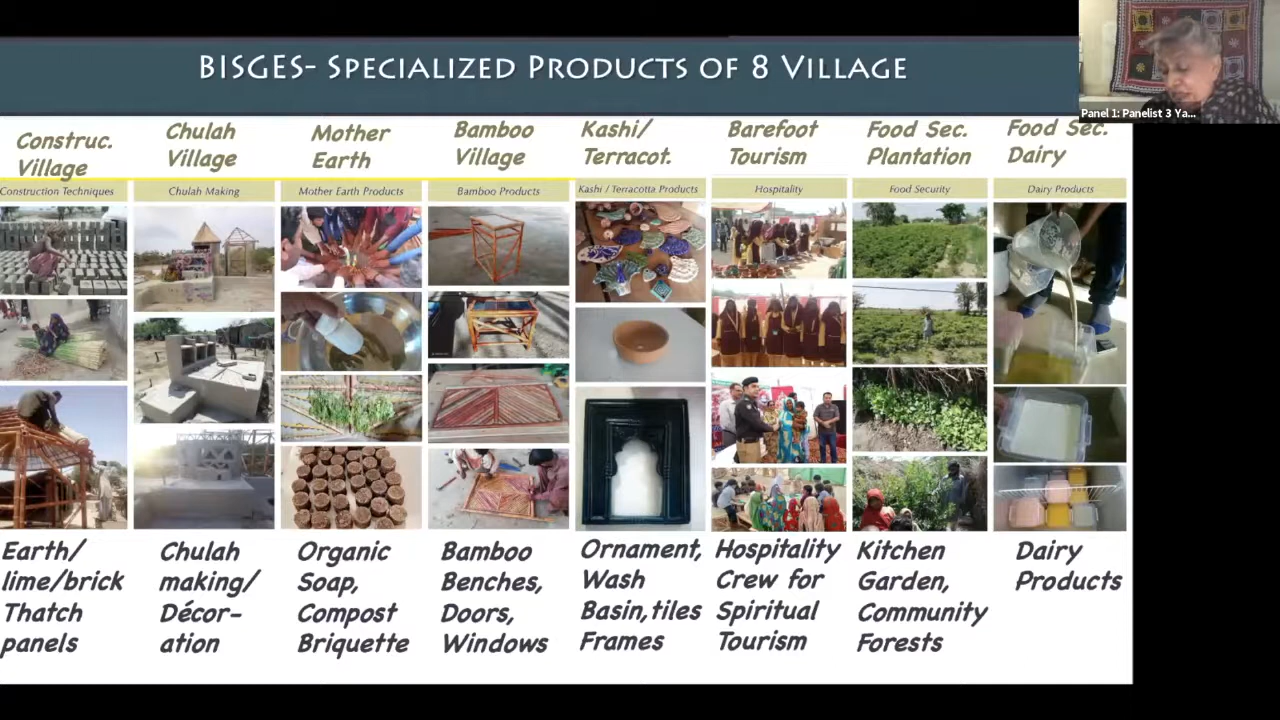 BISGES- Specialized Products of 8 Village
Panel 1: Panelist 3 Ya...
Construc.
Village
Chulah
Village
Mother
Earth
Bamboo
Village
Kashi/
Terracot.
Barefoot
Tourism
Food Sec.
Plantation
Food Sec.
Dairy
Construction Techniques
Chulah Making
Mother Earth Products
Bamboo Products
Kashi / Terracotta Products
Hospitality
Food Security
Dairy Products
Earth/
lime/brick
Thatch
panels
Chulah
making/
Décor-
ation
Organic
Soap,
Compost
Briquette
Bamboo
Benches,
Doors,
Windows
Ornament,
Wash
Basin,tiles
Frames
Hospitality
Crew for
Spiritual
Tourism
Kitchen
Garden,
Community
Forests
Dairy
Products